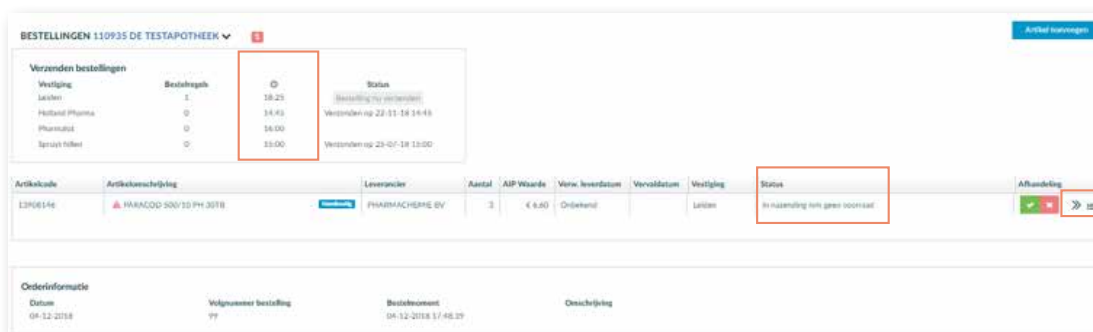 BESTELLINGEN 110935 DE TESTAPOTHEEK
Artikel toevoegen
Verzenden bestellingen
Vestiging Bestelregels Status
Leiden 1 18:25 Bestelling nu verzenden
Holland Pharma 0 14:45 Verzonden op 22-11-18 14:45
Pharmalot 0 16:00
Spruyt hillen 0 15:00 Verzonden op 25-07-18 15:00
Artikelcode Artikelomschrijving Leverancier Aantal AIP Waarde Verw. leverdatum Vervaldatum Vestiging Status Afhandeling
13908146 PARACOD 500/10 PH 30TB PHARMACHEMIE BV 3 € 6,60 Onbekend Leiden In nazending ivm geen voorraad
Orderinformatie
Datum Volgnummer bestelling Bestelmoment Omschrijving
04-12-2018 99 04-12-2018 17:48:39